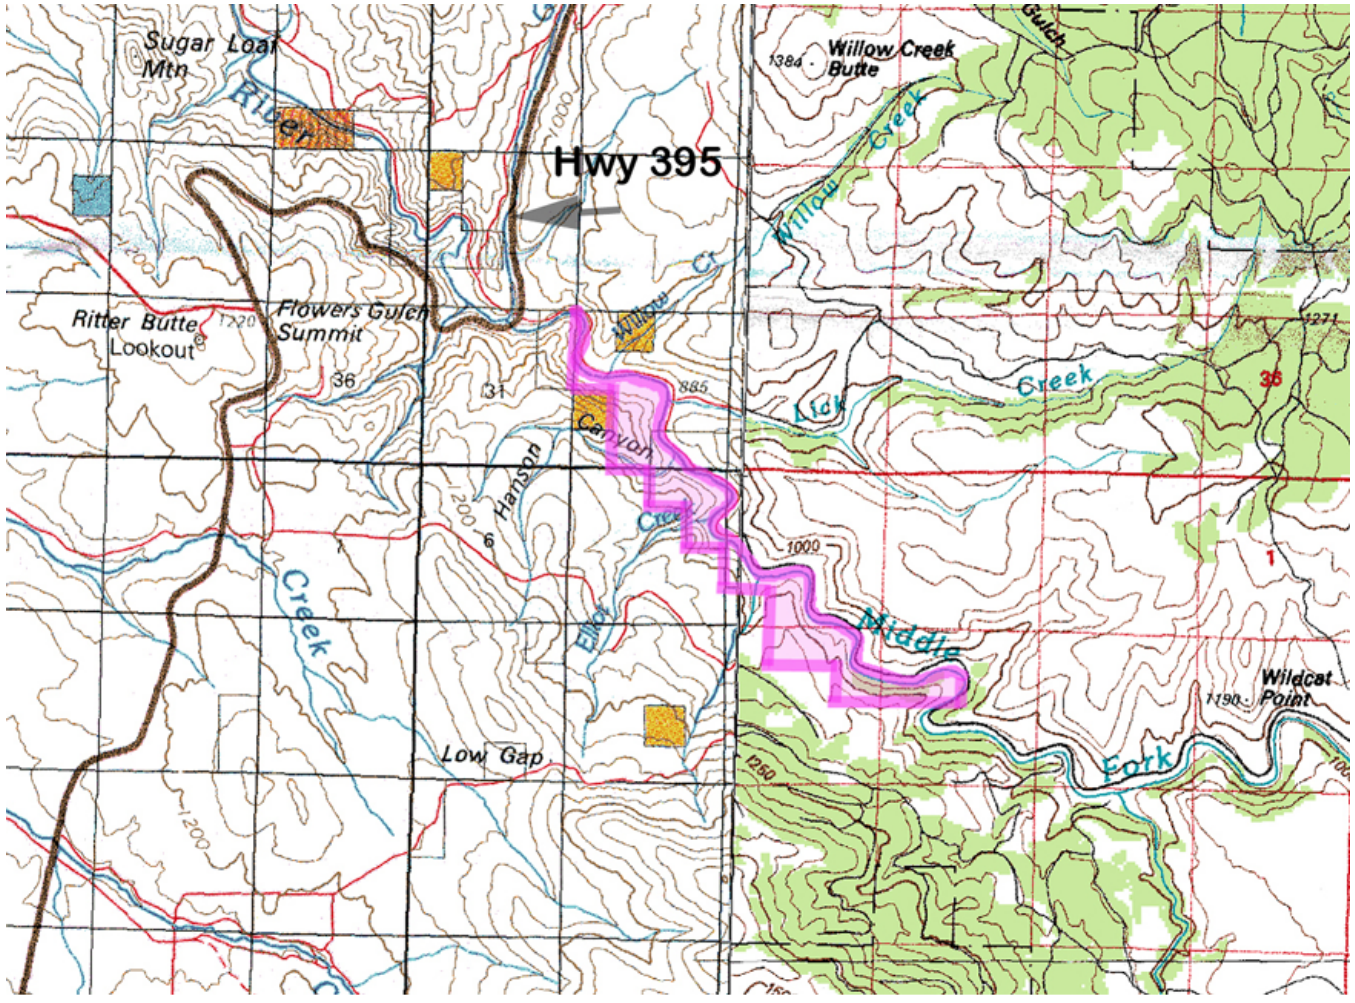 Sugar Loaf
Mtn
River
1384
Willow Creek
Butte
Gulch
1000
Hwy 395
Willow
Creek
Willow
Cr
1200
Ritter Butte
Lookout
1220
Flowers Gulch
Summit
1271
36
31
885
Lick
Creek
36
Canyon
Hanson
1200
6
Creek
1000
1
Creek
Elliot
Middle
Fork
Wildcat
Point
1190
Low Gap
1250
1200